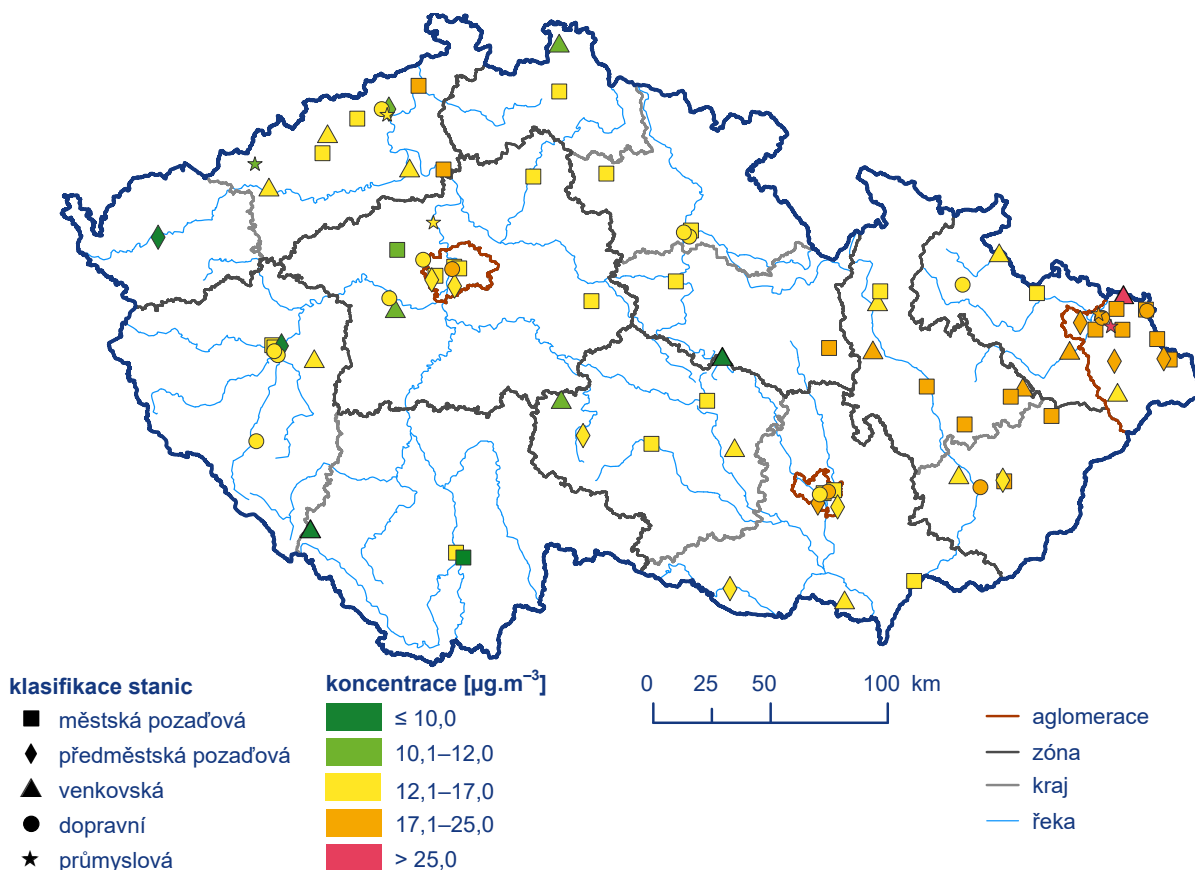 klasifikace stanic
městská pozaďová
předměstská pozaďová
venkovská
dopravní
průmyslová
koncentrace [µg.m⁻³]
≤ 10,0
10,1–12,0
12,1–17,0
17,1–25,0
> 25,0
0 25 50 100 km
aglomerace
zóna
kraj
řeka